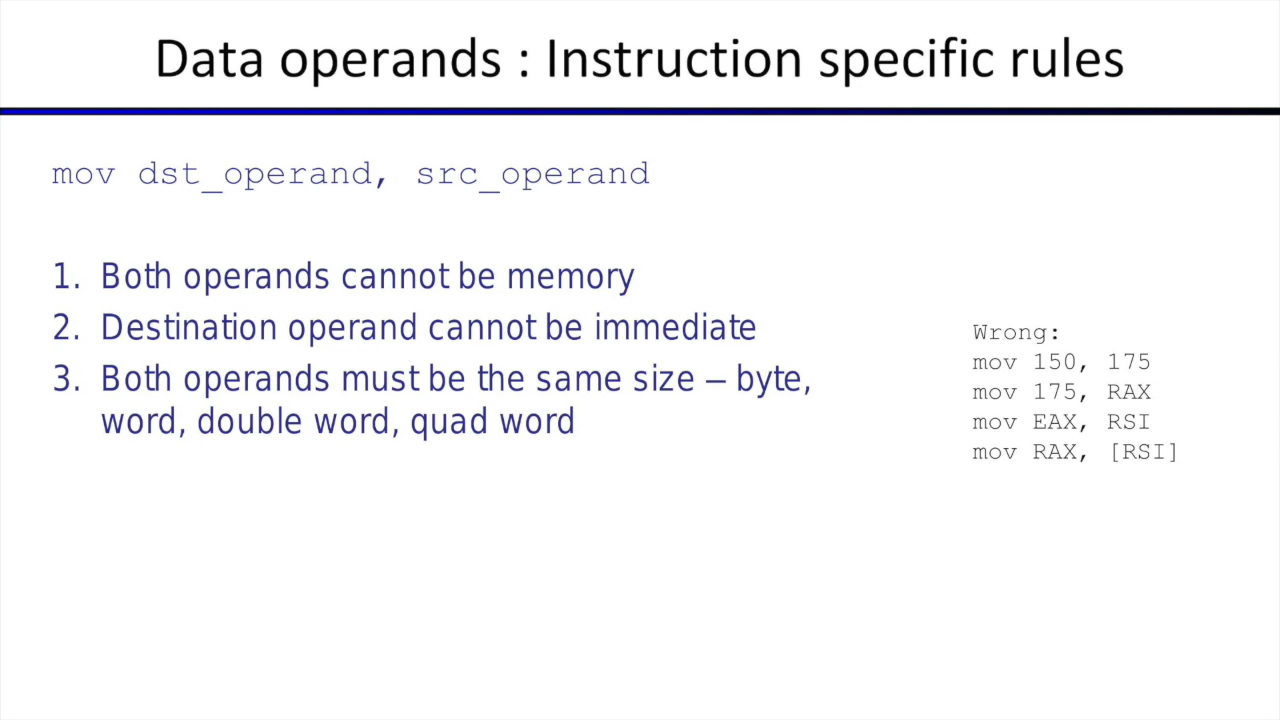 Data operands : Instruction specific rules
mov dst_operand, src_operand
1. Both operands cannot be memory
2. Destination operand cannot be immediate
3. Both operands must be the same size – byte,
word, double word, quad word
Wrong:
mov 150, 175
mov 175, RAX
mov EAX, RSI
mov RAX, [RSI]